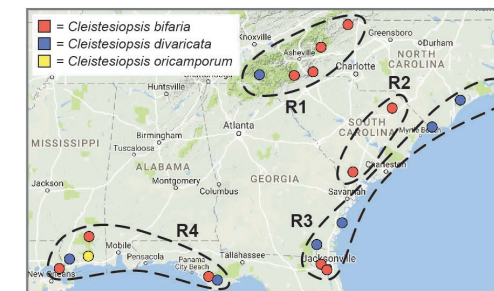 = Cleistesiopsis bifaria
= Cleistesiopsis divaricata
= Cleistesiopsis oricamporum
Knoxville
Greensboro
Durham
Asheville
NORTH
CAROLINA
Charlotte
Huntsville
R1
R2
Atlanta
SOUTH
CAROLINA
Myrtle Beach
MISSISSIPPI
Birmingham
Tuscaloosa
ALABAMA
Charleston
Jackson
Montgomery
Columbus
GEORGIA
Savannah
R3
R4
Mobile
Pensacola
Panama
City Beach
Tallahassee
Jacksonville
New Orleans